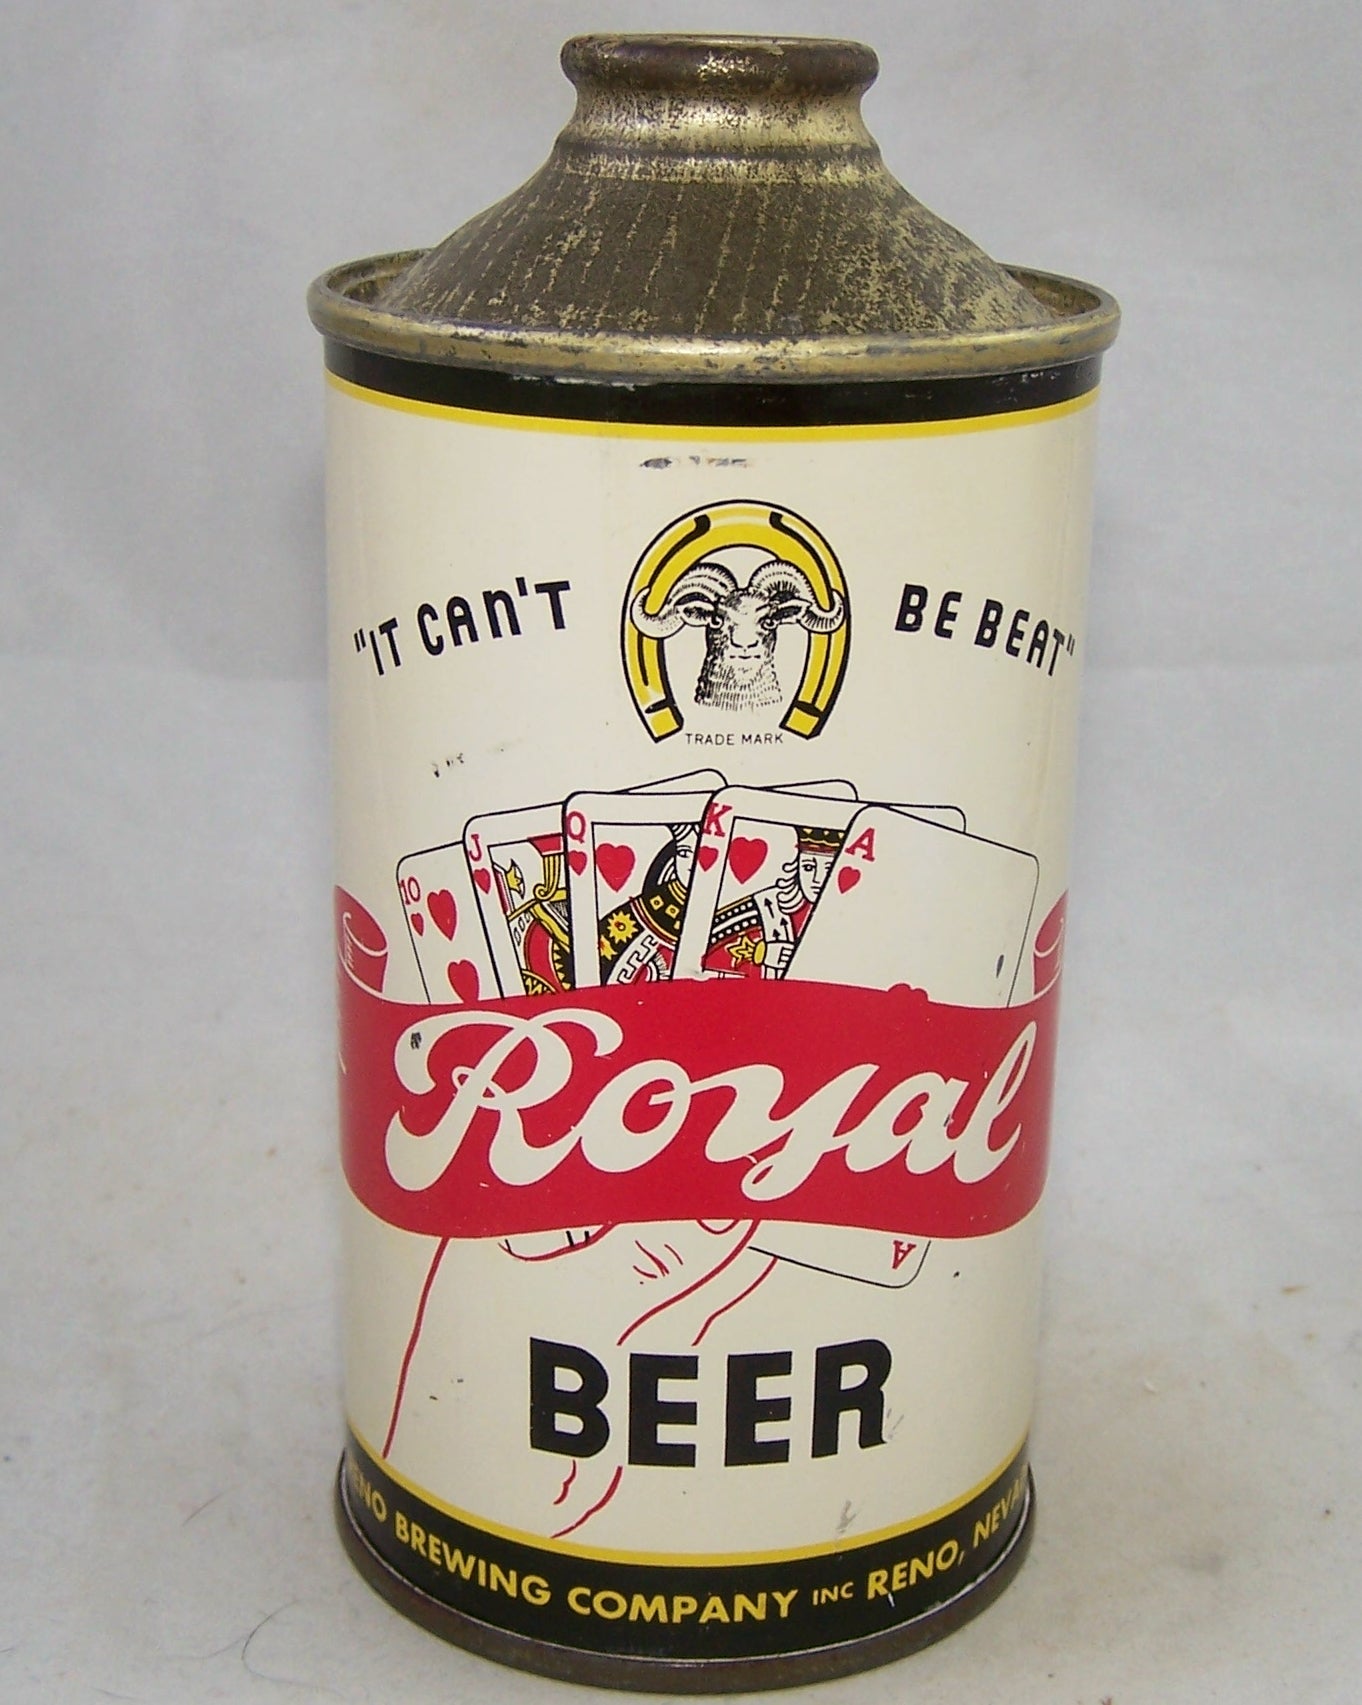 "IT CAN'T BE BEAT"
TRADE MARK
10 J Q K A
Royal
A
BEER
BREWING COMPANY INC RENO,